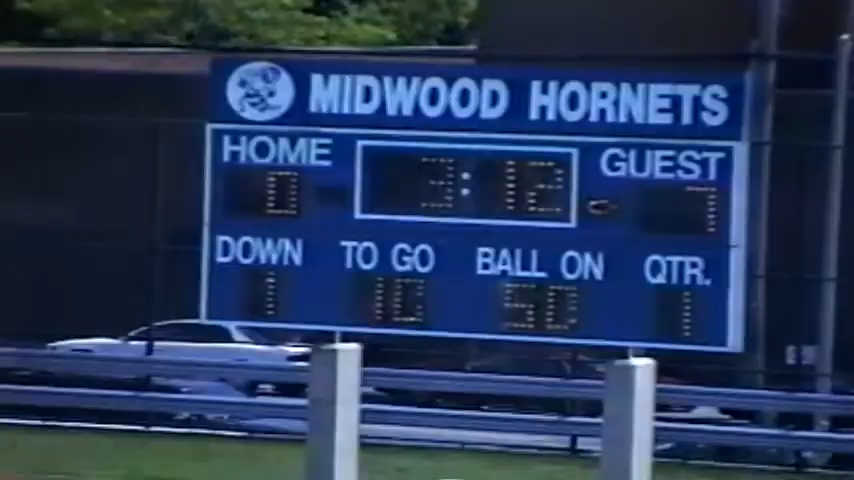 MIDWOOD HORNETS
HOME 3:12 GUEST
0 7
DOWN TO GO BALL ON QTR.
1 10 50 1